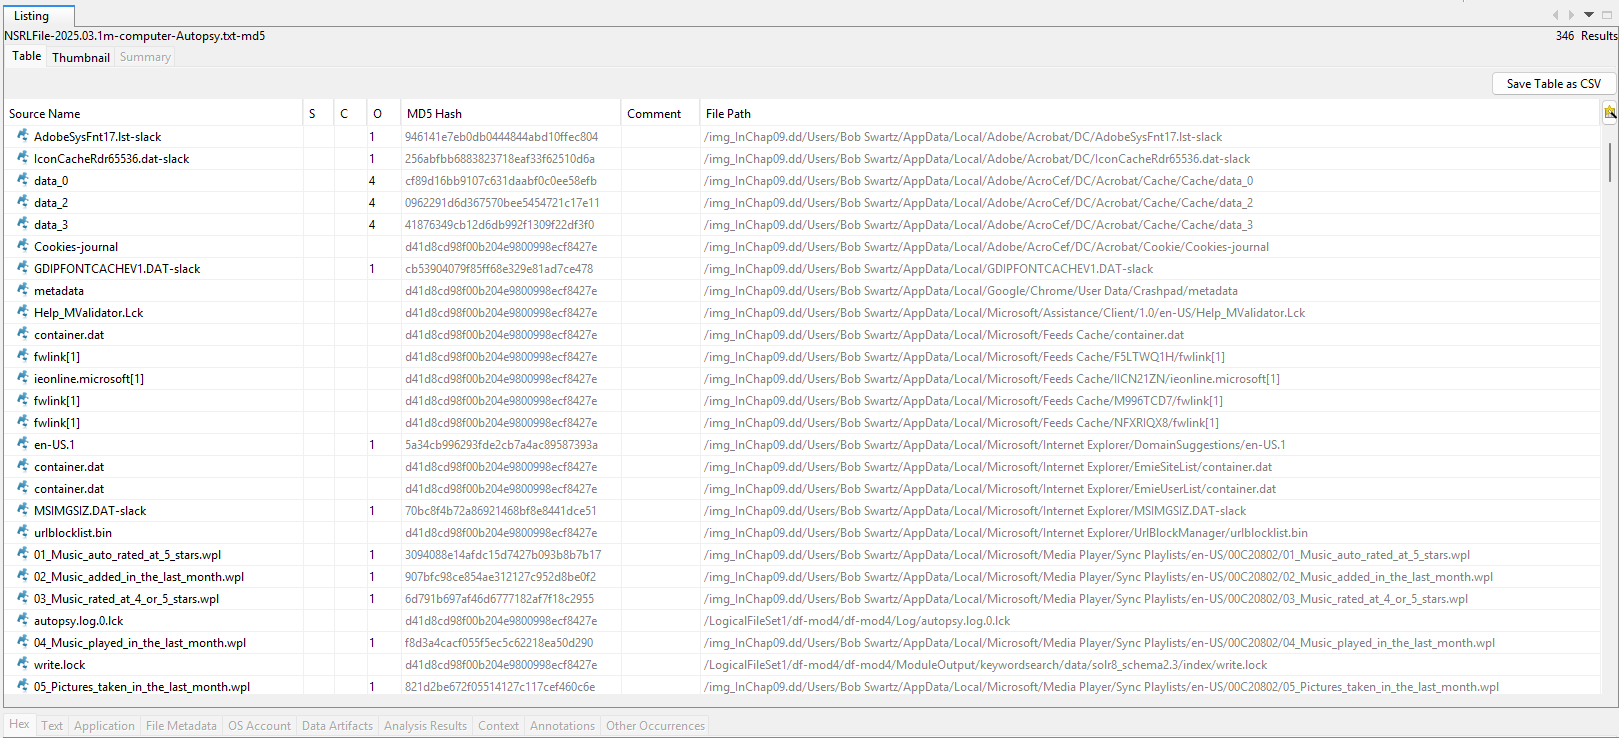 Listing
NSRLFile-2025.03.1m-computer-Autopsy.txt-md5 346 Results
Table Thumbnail Summary
Save Table as CSV
Source Name S C O MD5 Hash Comment File Path
AdobeSysFnt17.lst-slack 1 946141e7eb0db0444844abd10ffec804 /img_InChap09.dd/Users/Bob Swartz/AppData/Local/Adobe/Acrobat/DC/AdobeSysFnt17.lst-slack
IconCacheRdr65536.dat-slack 1 256abfbb6883823718eaf33f62510d6a /img_InChap09.dd/Users/Bob Swartz/AppData/Local/Adobe/Acrobat/DC/IconCacheRdr65536.dat-slack
data_0 4 cf89d16bb9107c631daabf0c0ee58efb /img_InChap09.dd/Users/Bob Swartz/AppData/Local/Adobe/AcroCef/DC/Acrobat/Cache/Cache/data_0
data_2 4 0962291d6d367570bee5454721c17e11 /img_InChap09.dd/Users/Bob Swartz/AppData/Local/Adobe/AcroCef/DC/Acrobat/Cache/Cache/data_2
data_3 4 41876349cb12d6db992f1309f22df3f0 /img_InChap09.dd/Users/Bob Swartz/AppData/Local/Adobe/AcroCef/DC/Acrobat/Cache/Cache/data_3
Cookies-journal d41d8cd98f00b204e9800998ecf8427e /img_InChap09.dd/Users/Bob Swartz/AppData/Local/Adobe/AcroCef/DC/Acrobat/Cookie/Cookies-journal
GDIPFONTCACHEV1.DAT-slack 1 cb53904079f85ff68e329e81ad7ce478 /img_InChap09.dd/Users/Bob Swartz/AppData/Local/GDIPFONTCACHEV1.DAT-slack
metadata d41d8cd98f00b204e9800998ecf8427e /img_InChap09.dd/Users/Bob Swartz/AppData/Local/Google/Chrome/User Data/Crashpad/metadata
Help_MValidator.Lck d41d8cd98f00b204e9800998ecf8427e /img_InChap09.dd/Users/Bob Swartz/AppData/Local/Microsoft/Assistance/Client/1.0/en-US/Help_MValidator.Lck
container.dat d41d8cd98f00b204e9800998ecf8427e /img_InChap09.dd/Users/Bob Swartz/AppData/Local/Microsoft/Feeds Cache/container.dat
fwlink[1] d41d8cd98f00b204e9800998ecf8427e /img_InChap09.dd/Users/Bob Swartz/AppData/Local/Microsoft/Feeds Cache/F5LTWQ1H/fwlink[1]
ieonline.microsoft[1] d41d8cd98f00b204e9800998ecf8427e /img_InChap09.dd/Users/Bob Swartz/AppData/Local/Microsoft/Feeds Cache/IICN21ZN/ieonline.microsoft[1]
fwlink[1] d41d8cd98f00b204e9800998ecf8427e /img_InChap09.dd/Users/Bob Swartz/AppData/Local/Microsoft/Feeds Cache/M996TCD7/fwlink[1]
fwlink[1] d41d8cd98f00b204e9800998ecf8427e /img_InChap09.dd/Users/Bob Swartz/AppData/Local/Microsoft/Feeds Cache/NFXRIQX8/fwlink[1]
en-US.1 1 5a34cb996293fde2cb7a4ac89587393a /img_InChap09.dd/Users/Bob Swartz/AppData/Local/Microsoft/Internet Explorer/DomainSuggestions/en-US.1
container.dat d41d8cd98f00b204e9800998ecf8427e /img_InChap09.dd/Users/Bob Swartz/AppData/Local/Microsoft/Internet Explorer/EmieSiteList/container.dat
container.dat d41d8cd98f00b204e9800998ecf8427e /img_InChap09.dd/Users/Bob Swartz/AppData/Local/Microsoft/Internet Explorer/EmieUserList/container.dat
MSIMGSIZ.DAT-slack 1 70bc8f4b72a86921468bf8e8441dce51 /img_InChap09.dd/Users/Bob Swartz/AppData/Local/Microsoft/Internet Explorer/MSIMGSIZ.DAT-slack
urlblocklist.bin d41d8cd98f00b204e9800998ecf8427e /img_InChap09.dd/Users/Bob Swartz/AppData/Local/Microsoft/Internet Explorer/UrlBlockManager/urlblocklist.bin
01_Music_auto_rated_at_5_stars.wpl 1 3094088e14afdc15d7427b093b8b7b17 /img_InChap09.dd/Users/Bob Swartz/AppData/Local/Microsoft/Media Player/Sync Playlists/en-US/00C20802/01_Music_auto_rated_at_5_stars.wpl
02_Music_added_in_the_last_month.wpl 1 907bfc98ce854ae312127c952d8be0f2 /img_InChap09.dd/Users/Bob Swartz/AppData/Local/Microsoft/Media Player/Sync Playlists/en-US/00C20802/02_Music_added_in_the_last_month.wpl
03_Music_rated_at_4_or_5_stars.wpl 1 6d791b697af46d6777182af7f18c2955 /img_InChap09.dd/Users/Bob Swartz/AppData/Local/Microsoft/Media Player/Sync Playlists/en-US/00C20802/03_Music_rated_at_4_or_5_stars.wpl
autopsy.log.0.lck d41d8cd98f00b204e9800998ecf8427e /LogicalFileSet1/df-mod4/df-mod4/Log/autopsy.log.0.lck
04_Music_played_in_the_last_month.wpl 1 f8d3a4cacf055f5ec5c62218ea50d290 /img_InChap09.dd/Users/Bob Swartz/AppData/Local/Microsoft/Media Player/Sync Playlists/en-US/00C20802/04_Music_played_in_the_last_month.wpl
write.lock d41d8cd98f00b204e9800998ecf8427e /LogicalFileSet1/df-mod4/df-mod4/ModuleOutput/keywordsearch/data/solr8_schema2.3/index/write.lock
05_Pictures_taken_in_the_last_month.wpl 1 821d2be672f05514127c117cef460c6e /img_InChap09.dd/Users/Bob Swartz/AppData/Local/Microsoft/Media Player/Sync Playlists/en-US/00C20802/05_Pictures_taken_in_the_last_month.wpl
Hex Text Application File Metadata OS Account Data Artifacts Analysis Results Context Annotations Other Occurrences